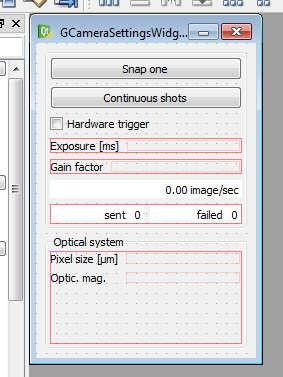 GCameraSettingsWidg...
Snap one
Continuous shots
Hardware trigger
Exposure [ms]
Gain factor
0.00 image/sec
sent 0 failed 0
Optical system
Pixel size [µm]
Optic. mag.